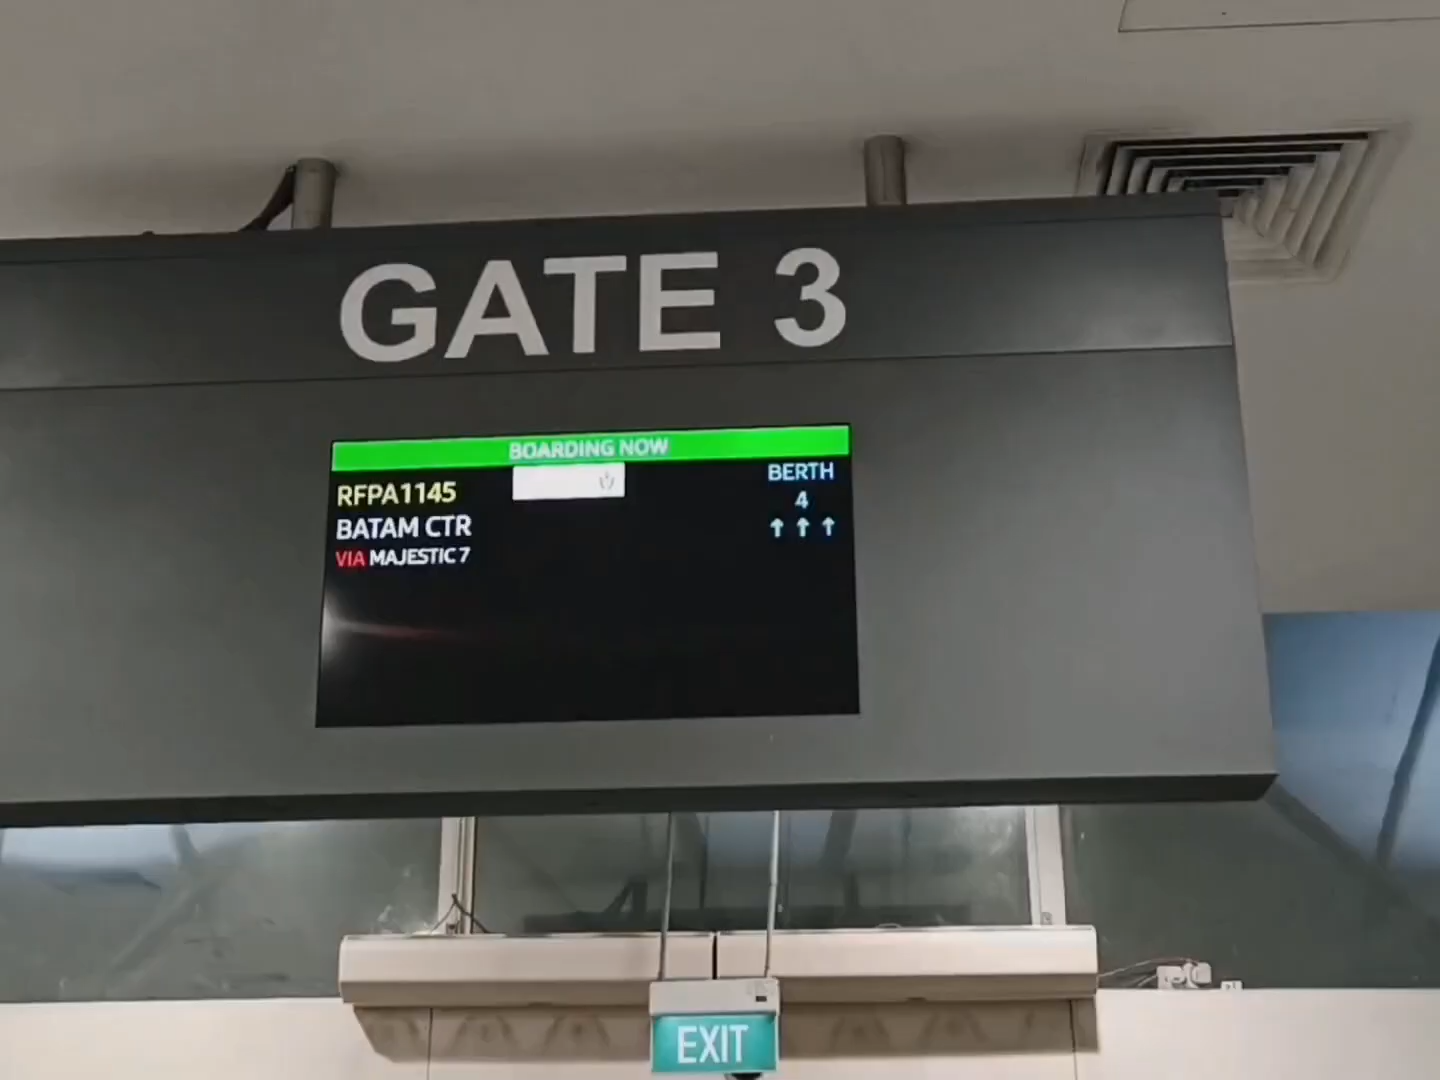 GATE 3
BOARDING NOW
RFPA1145
BATAM CTR
VIA MAJESTIC 7
BERTH
4
↑ ↑ ↑
EXIT